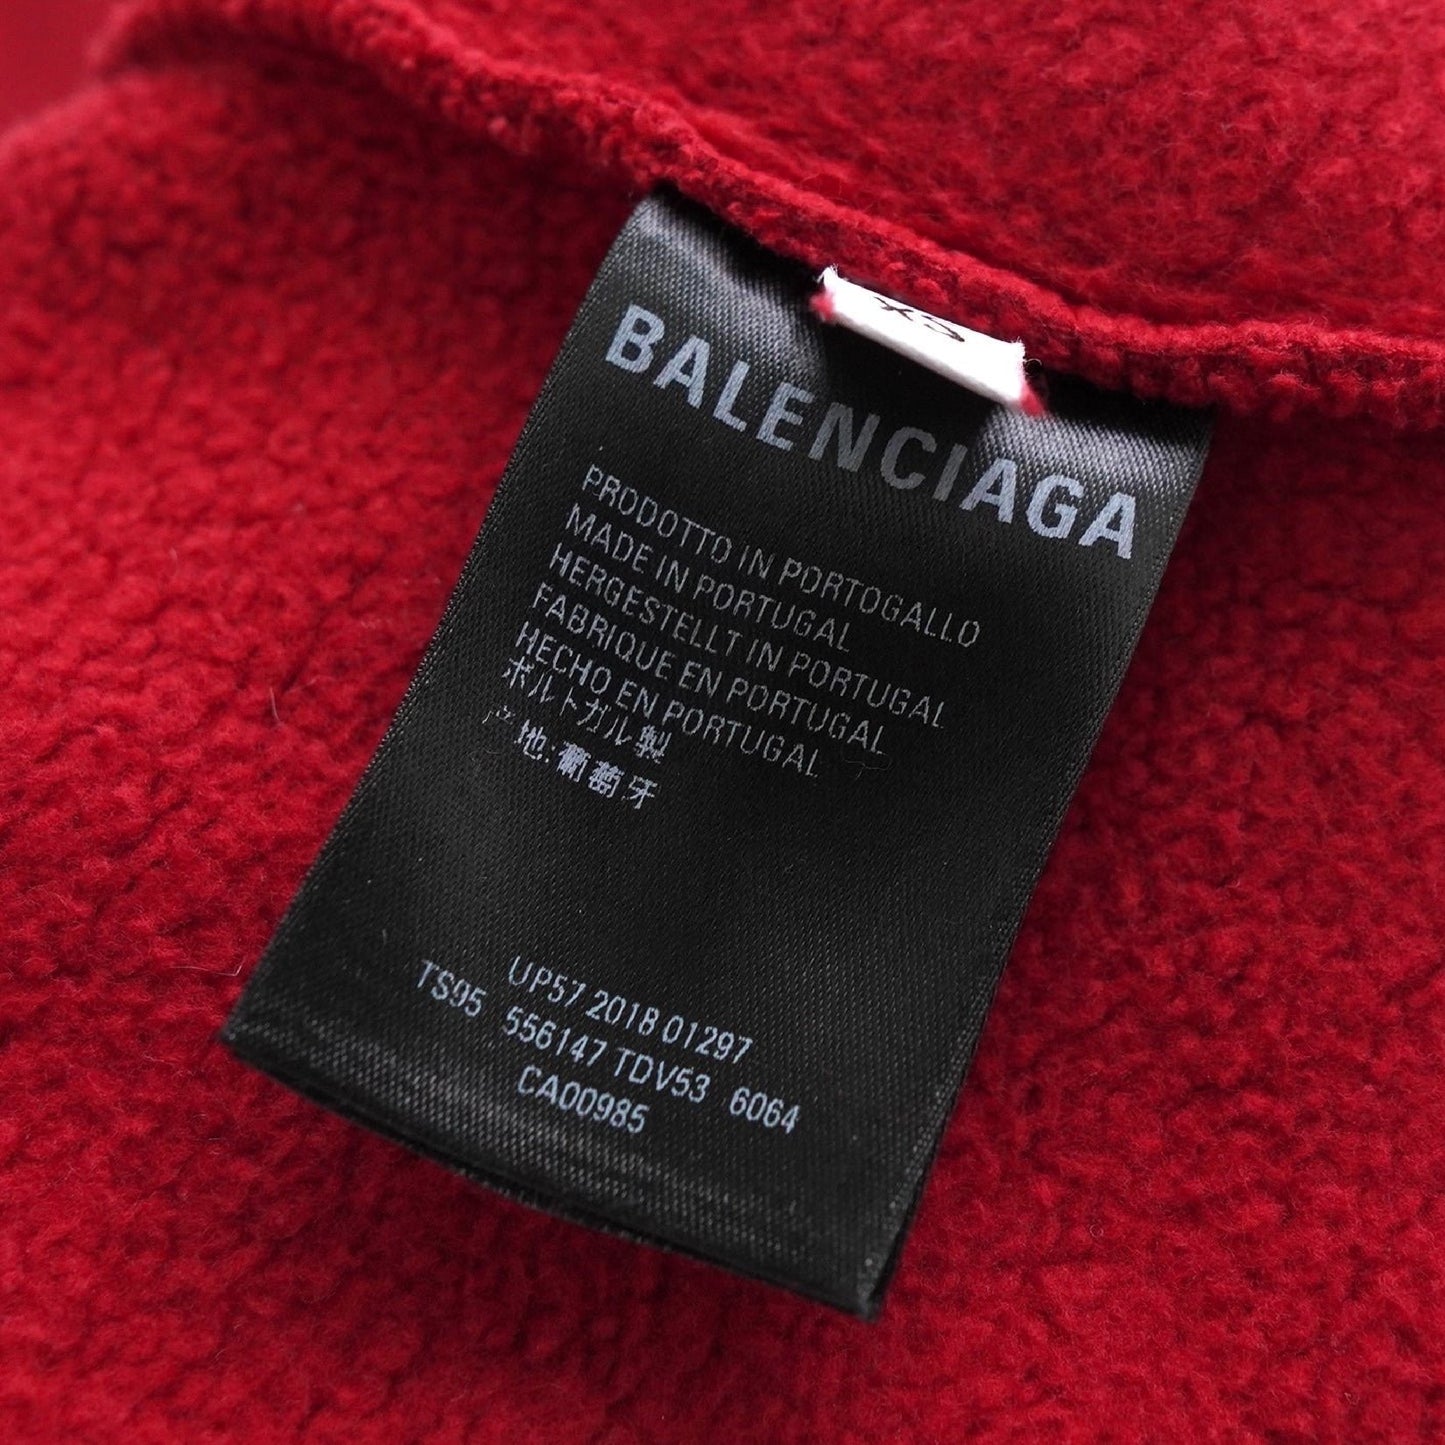 XS
BALENCIAGA
PRODOTTO IN PORTOGALLO
MADE IN PORTUGAL
HERGESTELLT IN PORTUGAL
FABRIQUE EN PORTUGAL
HECHO EN PORTUGAL
ポルトガル製
产地:葡萄牙
UP57 2018 01297
TS95 556147 TDV53 6064
CA00985